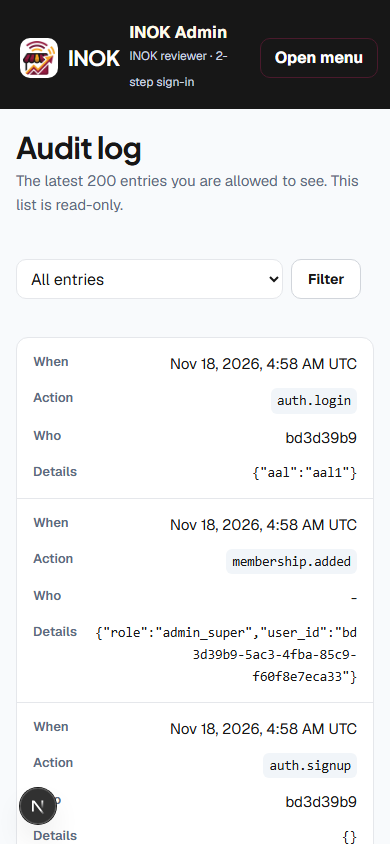 INOK
INOK Admin
INOK reviewer · 2-
step sign-in
Open menu
Audit log
The latest 200 entries you are allowed to see. This
list is read-only.
All entries
Filter
When Nov 18, 2026, 4:58 AM UTC
Action auth.login
Who bd3d39b9
Details {"aal":"aal1"}
When Nov 18, 2026, 4:58 AM UTC
Action membership.added
Who –
Details {"role":"admin_super","user_id":"bd
3d39b9-5ac3-4fba-85c9-
f60f8e7eca33"}
When Nov 18, 2026, 4:58 AM UTC
Action auth.signup
bd3d39b9
N
Details {}